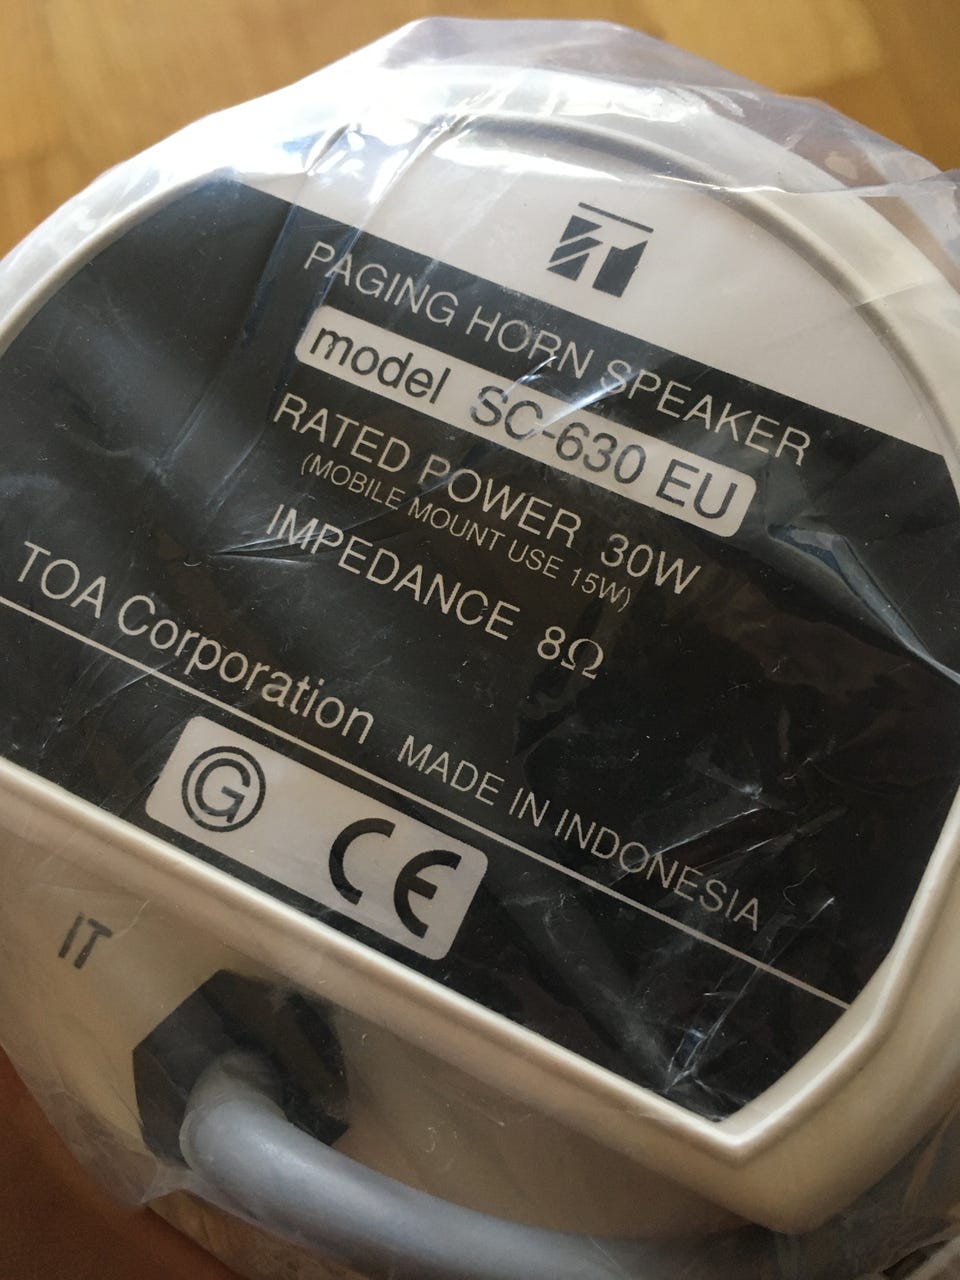 PAGING HORN SPEAKER
model SC-630 EU
RATED POWER 30W
(MOBILE MOUNT USE 15W)
IMPEDANCE 8Ω
TOA Corporation MADE IN INDONESIA
G CE
IT